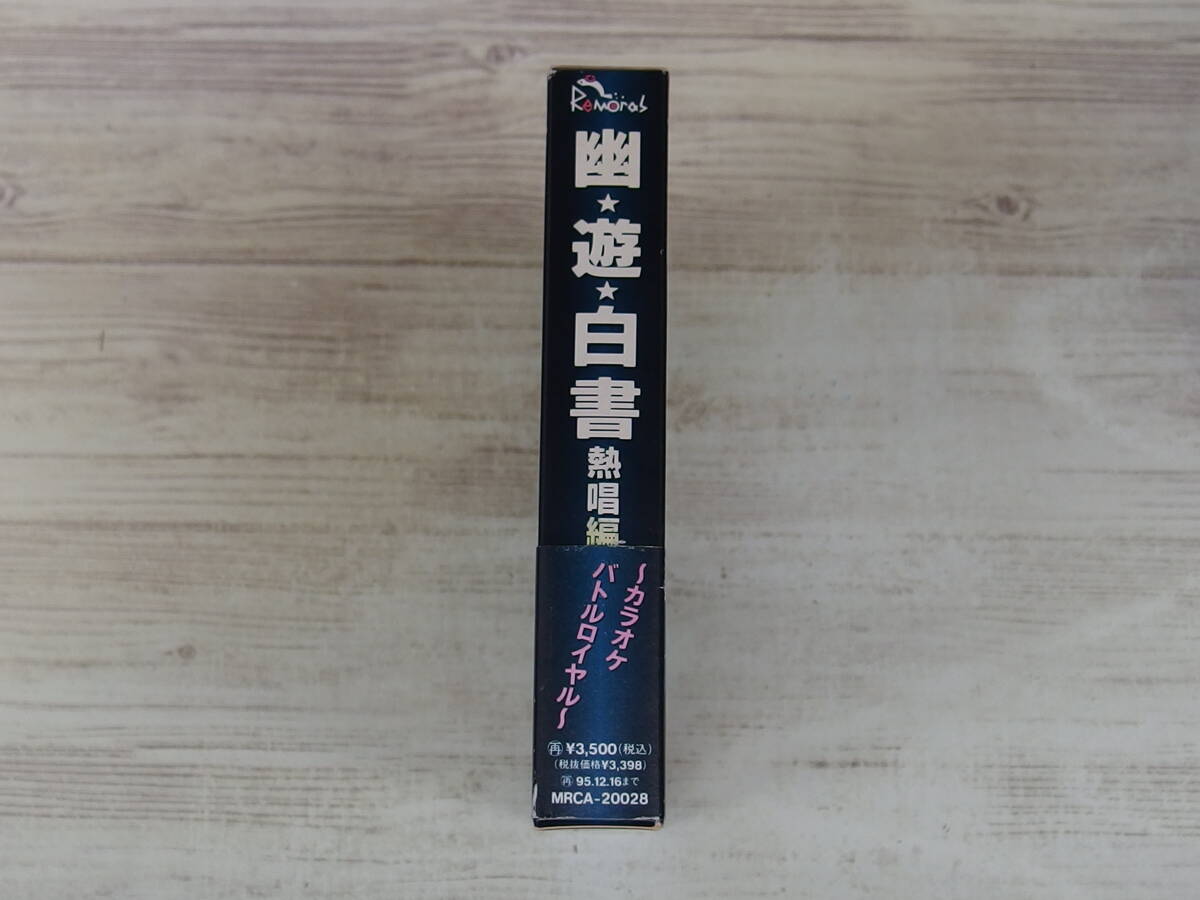 Remoras
幽★遊★白書
熱唱編
～カラオケ
バトルロイヤル～
再 ¥3,500(税込)
(税抜価格¥3,398)
再 95.12.16まで
MRCA-20028